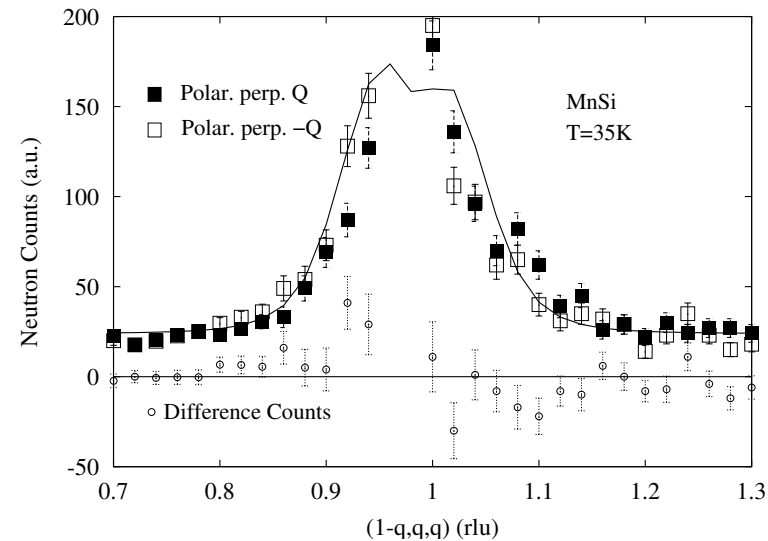 200
150
100
50
0
-50
Neutron Counts (a.u.)
Polar. perp. Q
Polar. perp. −Q
MnSi
T=35K
Difference Counts
0.7 0.8 0.9 1 1.1 1.2 1.3
(1-q,q,q) (rlu)